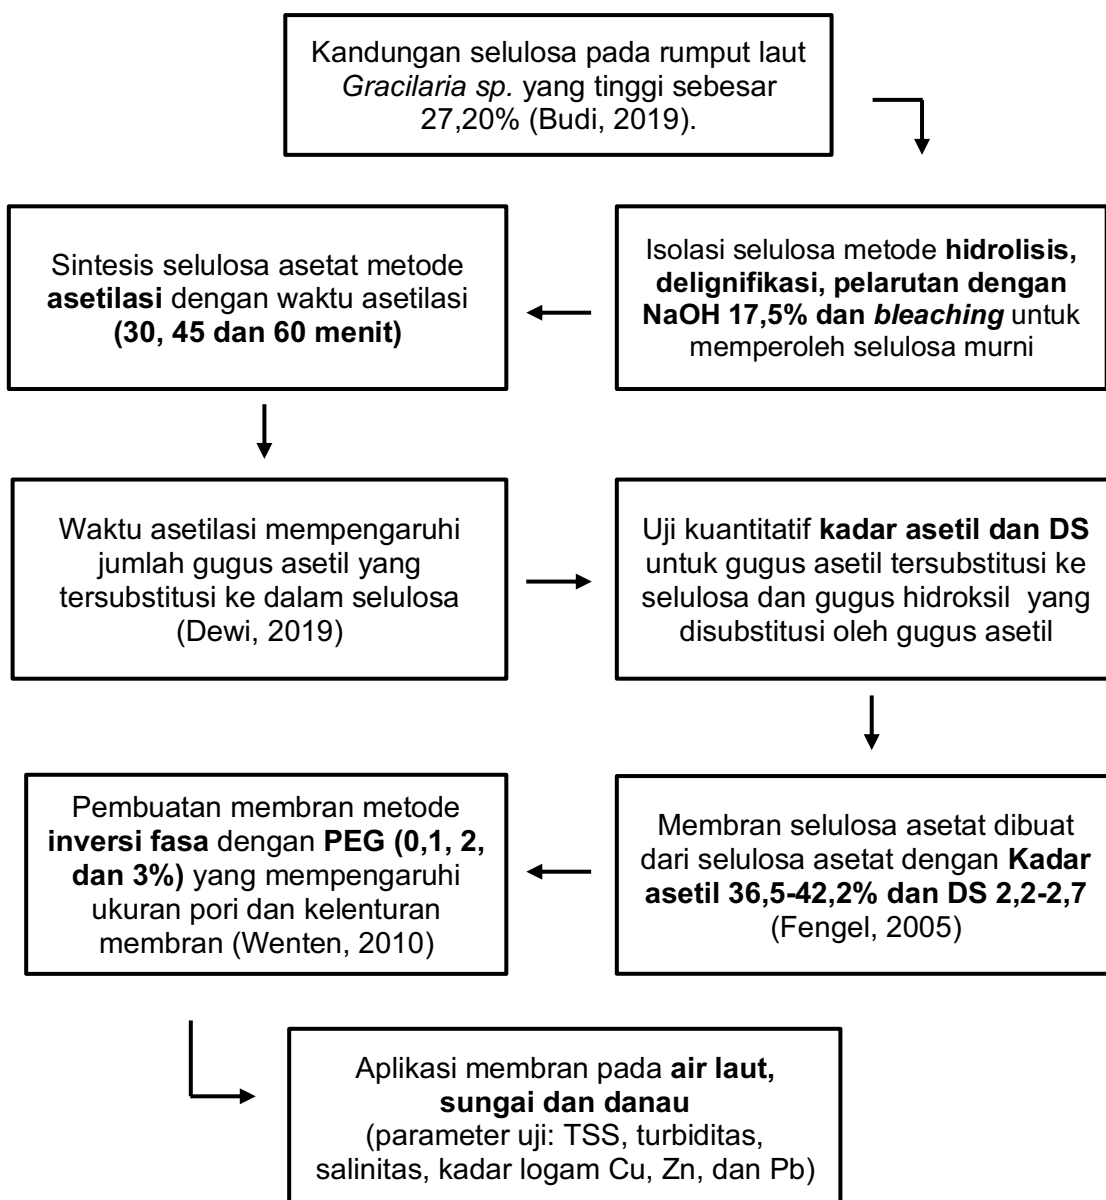 Kandungan selulosa pada rumput laut
Gracilaria sp. yang tinggi sebesar
27,20% (Budi, 2019).
Isolasi selulosa metode hidrolisis,
delignifikasi, pelarutan dengan
NaOH 17,5% dan bleaching untuk
memperoleh selulosa murni
Sintesis selulosa asetat metode
asetilasi dengan waktu asetilasi
(30, 45 dan 60 menit)
Waktu asetilasi mempengaruhi
jumlah gugus asetil yang
tersubstitusi ke dalam selulosa
(Dewi, 2019)
Uji kuantitatif kadar asetil dan DS
untuk gugus asetil tersubstitusi ke
selulosa dan gugus hidroksil yang
disubstitusi oleh gugus asetil
Membran selulosa asetat dibuat
dari selulosa asetat dengan Kadar
asetil 36,5-42,2% dan DS 2,2-2,7
(Fengel, 2005)
Pembuatan membran metode
inversi fasa dengan PEG (0,1, 2,
dan 3%) yang mempengaruhi
ukuran pori dan kelenturan
membran (Wenten, 2010)
Aplikasi membran pada air laut,
sungai dan danau
(parameter uji: TSS, turbiditas,
salinitas, kadar logam Cu, Zn, dan Pb)